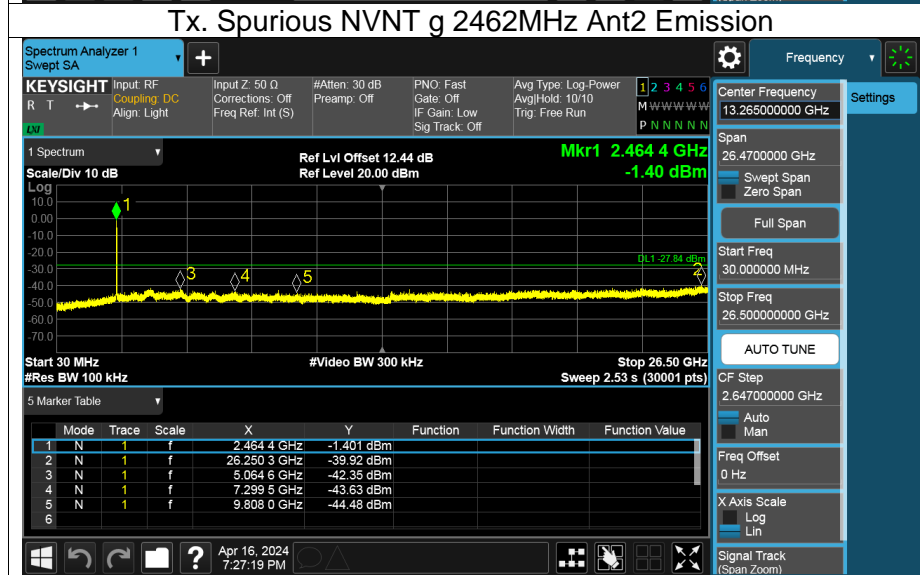 Tx. Spurious NVNT g 2462MHz Ant2 Emission
Spectrum Analyzer 1
Swept SA
+
Frequency
KEYSIGHT
R T
LXI
Input: RF
Coupling: DC
Align: Light
Input Z: 50 Ω
Corrections: Off
Freq Ref: Int (S)
#Atten: 30 dB
Preamp: Off
PNO: Fast
Gate: Off
IF Gain: Low
Sig Track: Off
Avg Type: Log-Power
Avg|Hold: 10/10
Trig: Free Run
1 2 3 4 5 6
M W W W W W
P N N N N N
1 Spectrum
Scale/Div 10 dB
Log
Ref Lvl Offset 12.44 dB
Ref Level 20.00 dBm
Mkr1 2.464 4 GHz
-1.40 dBm
10.0
0.00
-10.0
-20.0
-30.0
-40.0
-50.0
-60.0
-70.0
1
3
4
5
2
DL1 -27.84 dBm
Start 30 MHz
#Res BW 100 kHz
#Video BW 300 kHz
Stop 26.50 GHz
Sweep 2.53 s (30001 pts)
5 Marker Table
Mode Trace Scale X Y Function Function Width Function Value
1 N 1 f 2.464 4 GHz -1.401 dBm
2 N 1 f 26.250 3 GHz -39.92 dBm
3 N 1 f 5.064 6 GHz -42.35 dBm
4 N 1 f 7.299 5 GHz -43.63 dBm
5 N 1 f 9.808 0 GHz -44.48 dBm
6
?
Apr 16, 2024
7:27:19 PM
Center Frequency
13.265000000 GHz
Settings
Span
26.4700000 GHz
Swept Span
Zero Span
Full Span
Start Freq
30.000000 MHz
Stop Freq
26.500000000 GHz
AUTO TUNE
CF Step
2.647000000 GHz
Auto
Man
Freq Offset
0 Hz
X Axis Scale
Log
Lin
Signal Track
(Span Zoom)